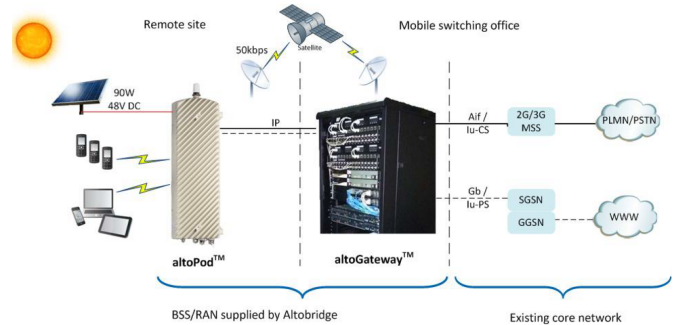 Remote site
Mobile switching office
Satellite
50kbps
90W
48V DC
IP
Aif /
Iu-CS
2G/3G
MSS
PLMN/PSTN
Gb /
Iu-PS
SGSN
GGSN
WWW
altoPod™
altoGateway™
BSS/RAN supplied by Altobridge
Existing core network